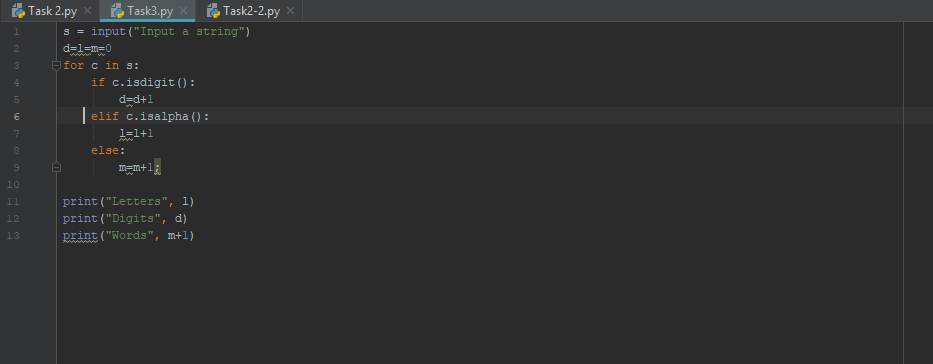 Task 2.py × Task3.py × Task2-2.py ×
1 s = input("Input a string")
2 d=l=m=0
3 for c in s:
4     if c.isdigit():
5         d=d+1
6     elif c.isalpha():
7         l=l+1
8     else:
9         m=m+1;
10
11 print("Letters", l)
12 print("Digits", d)
13 print("Words", m+1)